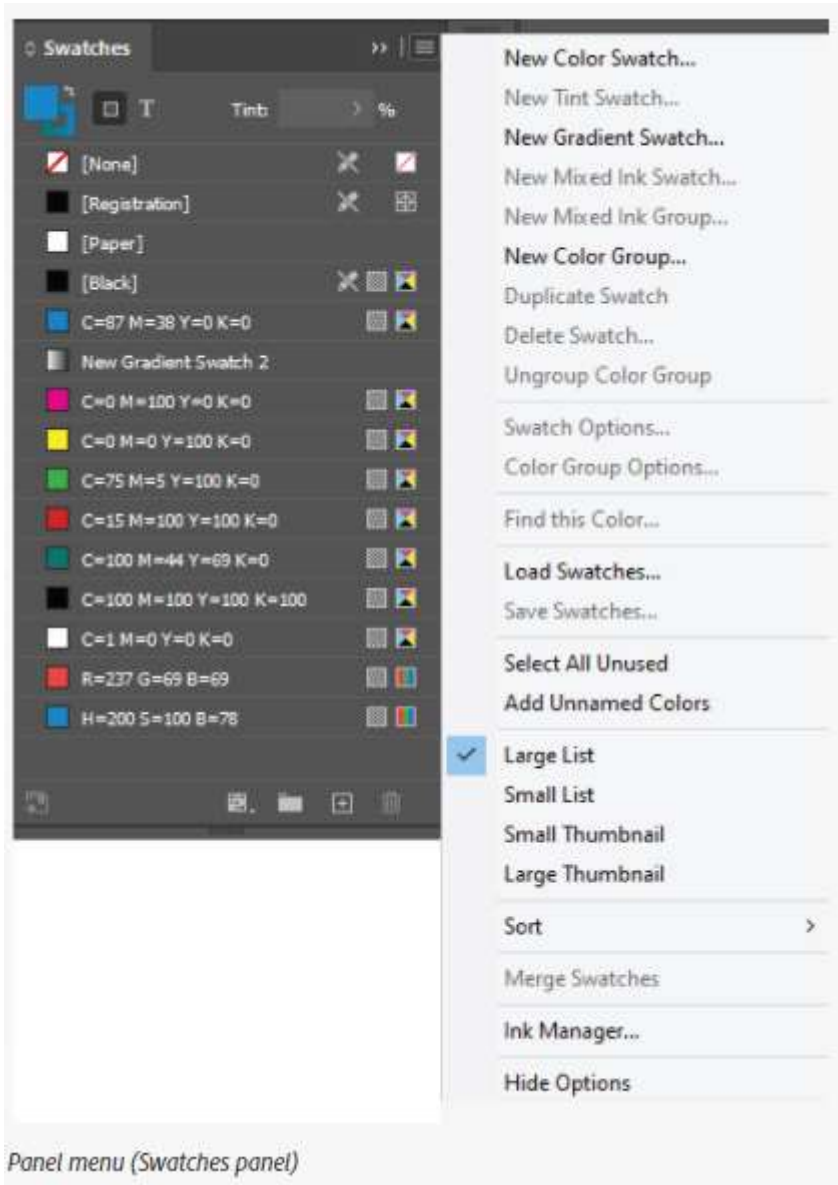 Swatches
T Tint: %
[None]
[Registration]
[Paper]
[Black]
C=87 M=38 Y=0 K=0
New Gradient Swatch 2
C=0 M=100 Y=0 K=0
C=0 M=0 Y=100 K=0
C=75 M=5 Y=100 K=0
C=15 M=100 Y=100 K=0
C=100 M=44 Y=69 K=0
C=100 M=100 Y=100 K=100
C=1 M=0 Y=0 K=0
R=237 G=69 B=69
H=200 S=100 B=78
New Color Swatch...
New Tint Swatch...
New Gradient Swatch...
New Mixed Ink Swatch...
New Mixed Ink Group...
New Color Group...
Duplicate Swatch
Delete Swatch...
Ungroup Color Group
Swatch Options...
Color Group Options...
Find this Color...
Load Swatches...
Save Swatches...
Select All Unused
Add Unnamed Colors
Large List
Small List
Small Thumbnail
Large Thumbnail
Sort
Merge Swatches
Ink Manager...
Hide Options
Panel menu (Swatches panel)